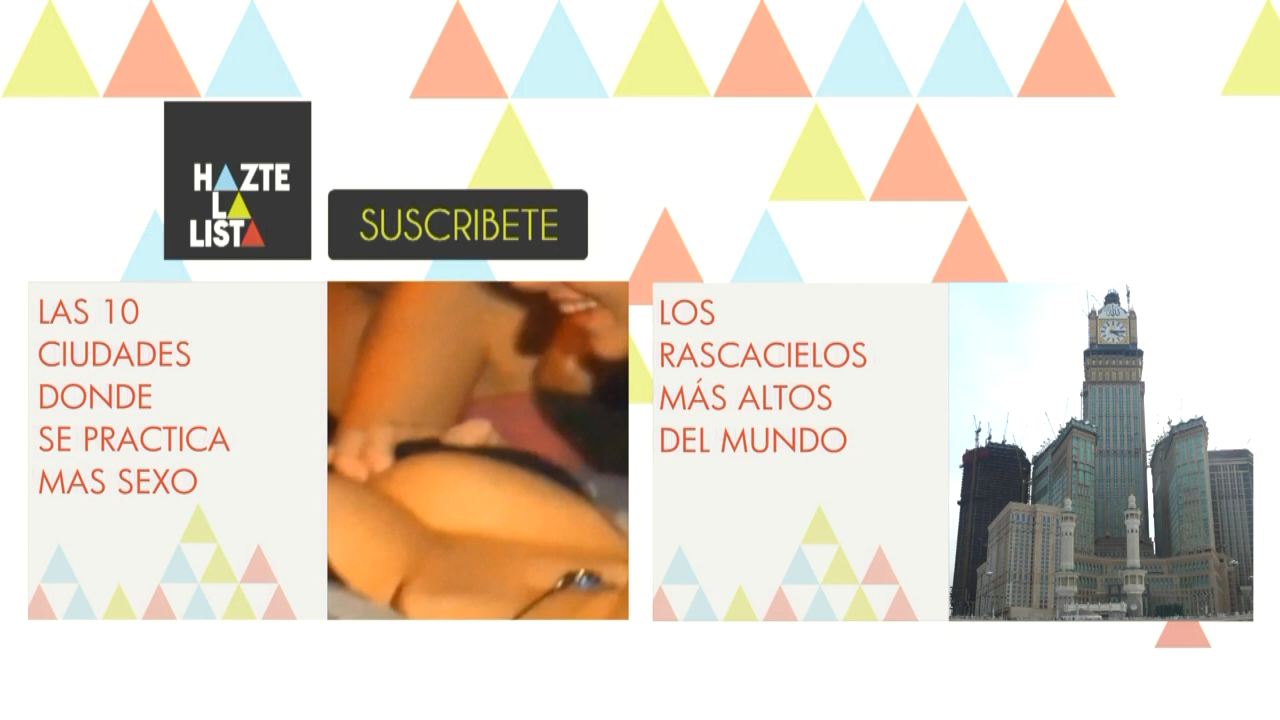 HAZTE
LA
LISTA
SUSCRIBETE
LAS 10
CIUDADES
DONDE
SE PRACTICA
MAS SEXO
LOS
RASCACIELOS
MÁS ALTOS
DEL MUNDO